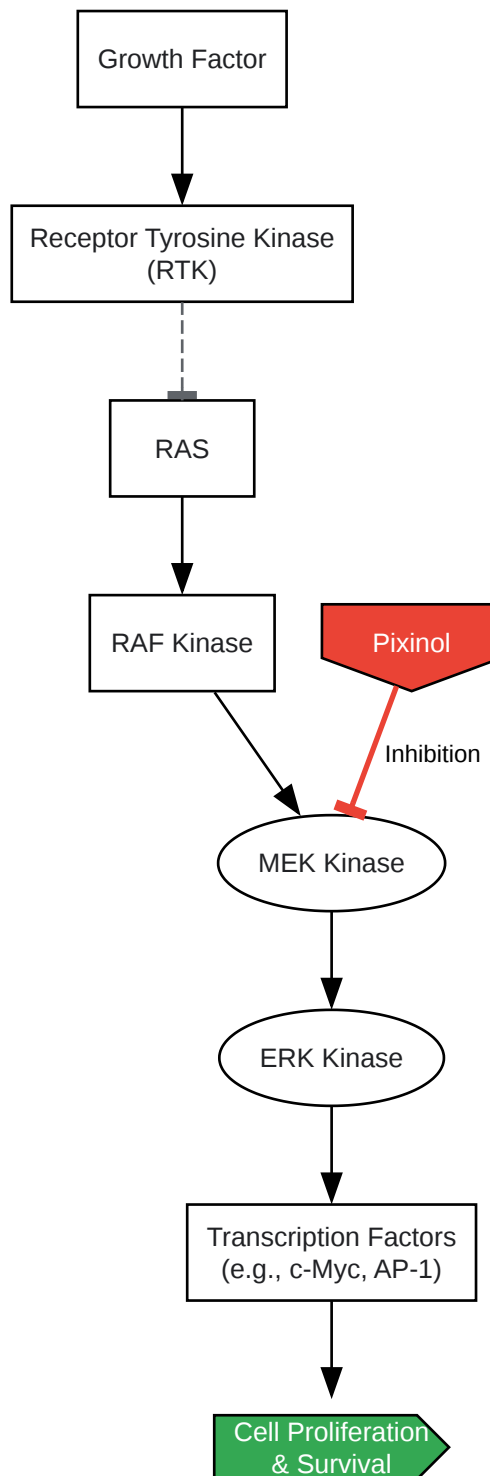 Growth Factor
Receptor Tyrosine Kinase
(RTK)
RAS
RAF Kinase
Pixinol
Inhibition
MEK Kinase
ERK Kinase
Transcription Factors
(e.g., c-Myc, AP-1)
Cell Proliferation
& Survival